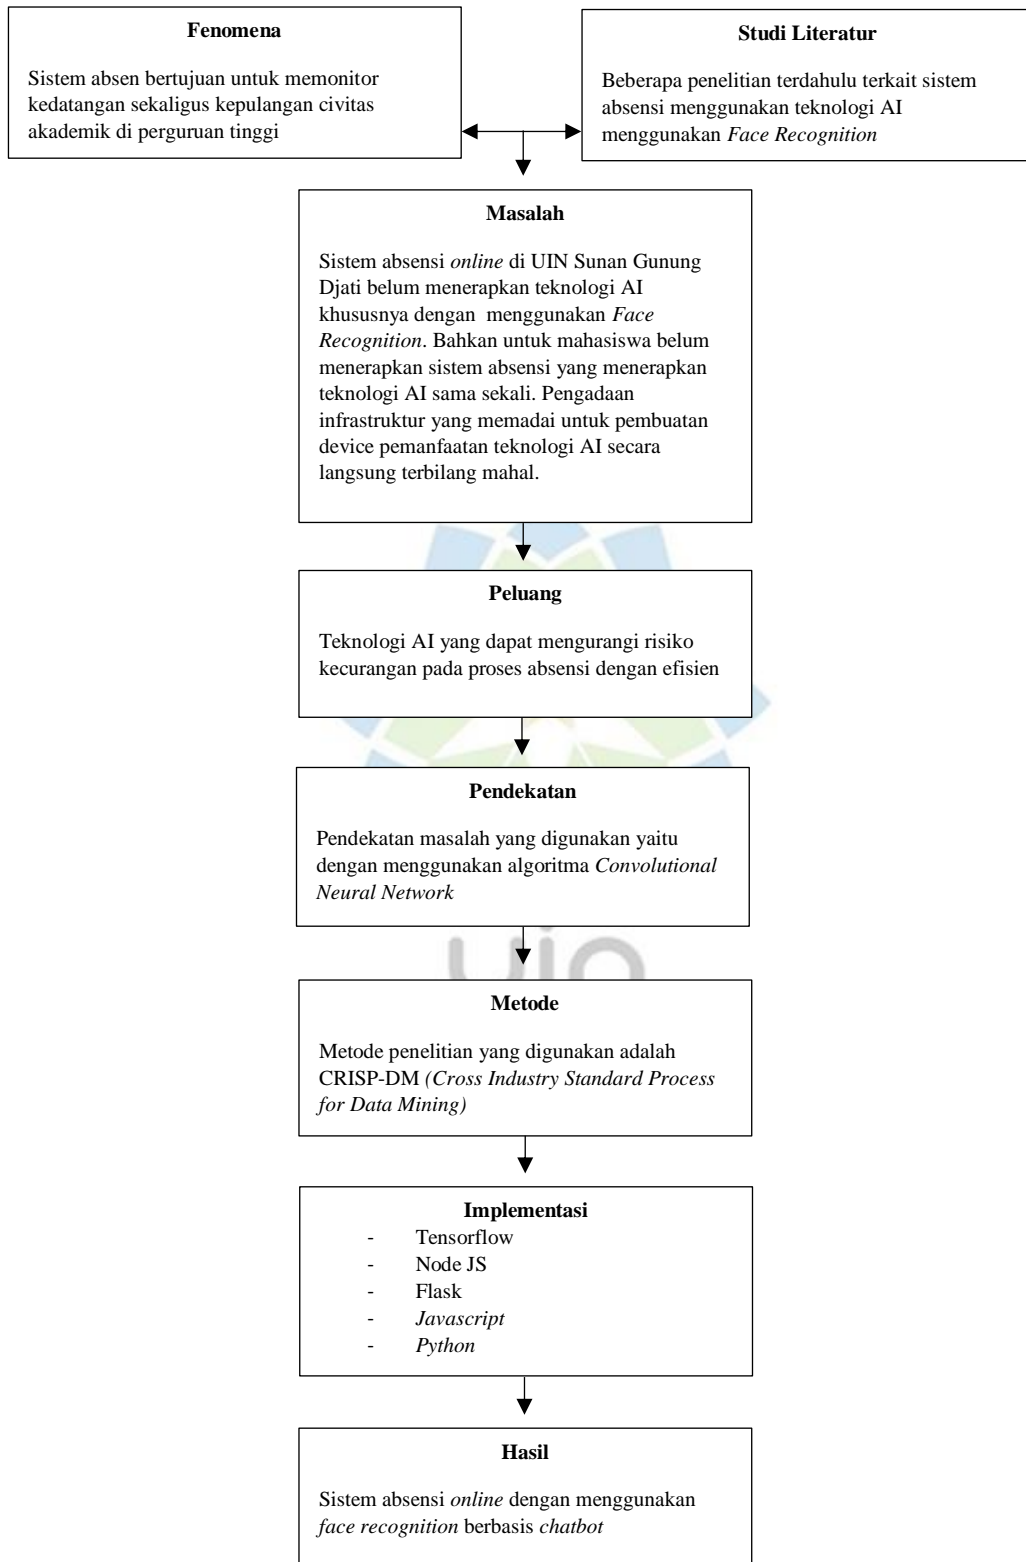 Fenomena
Sistem absen bertujuan untuk memonitor
kedatangan sekaligus kepulangan civitas
akademik di perguruan tinggi
Studi Literatur
Beberapa penelitian terdahulu terkait sistem
absensi menggunakan teknologi AI
menggunakan Face Recognition
Masalah
Sistem absensi online di UIN Sunan Gunung
Djati belum menerapkan teknologi AI
khususnya dengan menggunakan Face
Recognition. Bahkan untuk mahasiswa belum
menerapkan sistem absensi yang menerapkan
teknologi AI sama sekali. Pengadaan
infrastruktur yang memadai untuk pembuatan
device pemanfaatan teknologi AI secara
langsung terbilang mahal.
Peluang
Teknologi AI yang dapat mengurangi risiko
kecurangan pada proses absensi dengan efisien
Pendekatan
Pendekatan masalah yang digunakan yaitu
dengan menggunakan algoritma Convolutional
Neural Network
uin
Metode
Metode penelitian yang digunakan adalah
CRISP-DM (Cross Industry Standard Process
for Data Mining)
Implementasi
- Tensorflow
- Node JS
- Flask
- Javascript
- Python
Hasil
Sistem absensi online dengan menggunakan
face recognition berbasis chatbot